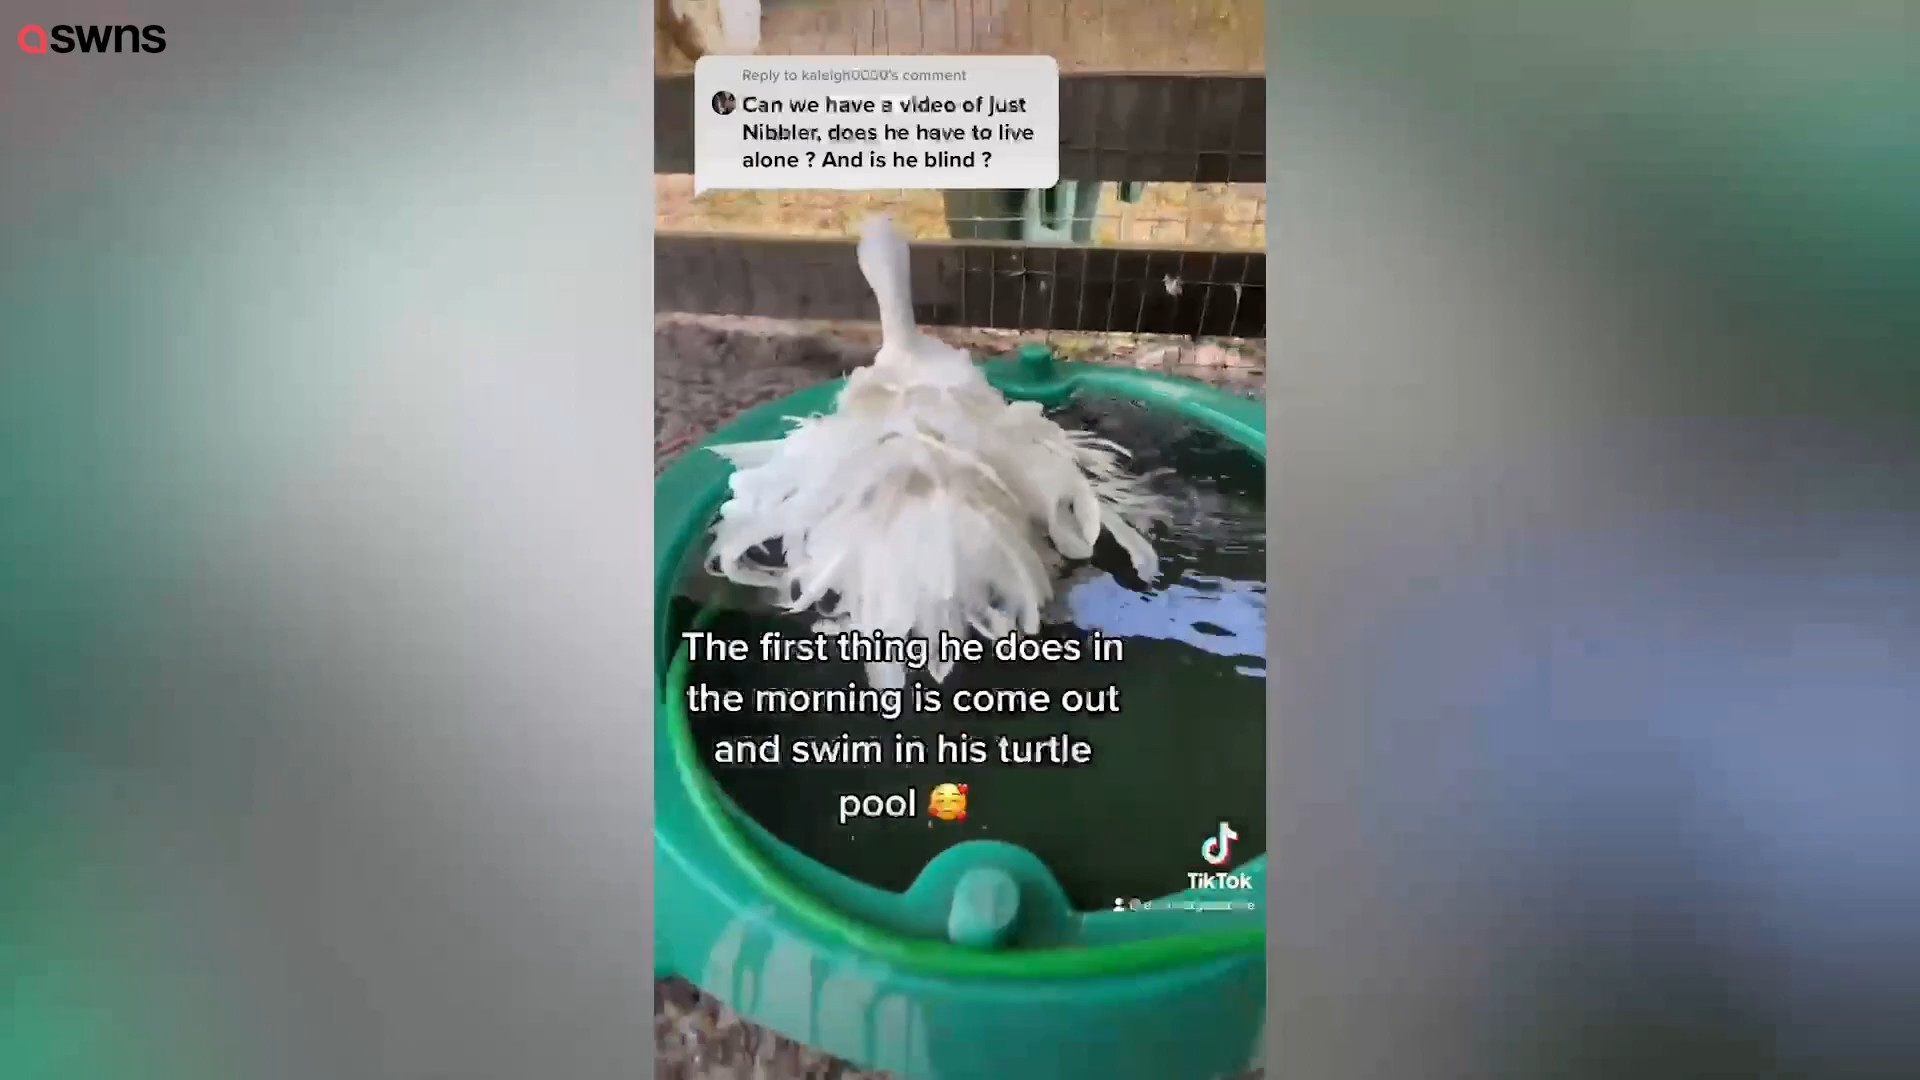 swns
Reply to kaleigh0000's comment
Can we have a video of just
Nibbler, does he have to live
alone ? And is he blind ?
The first thing he does in
the morning is come out
and swim in his turtle
pool 🥰
TikTok